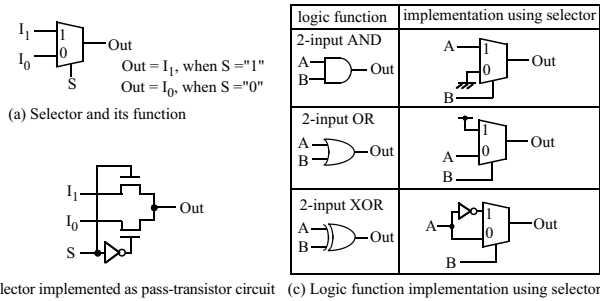 I1
I0
1
0
S
Out
Out = I1, when S ="1"
Out = I0, when S ="0"
(a) Selector and its function
I1
I0
S
Out
lector implemented as pass-transistor circuit
logic function
implementation using selector
2-input AND
A
B
Out
A
1
0
B
Out
2-input OR
A
B
Out
1
A
0
B
Out
2-input XOR
A
B
Out
A
1
0
B
Out
(c) Logic function implementation using selector